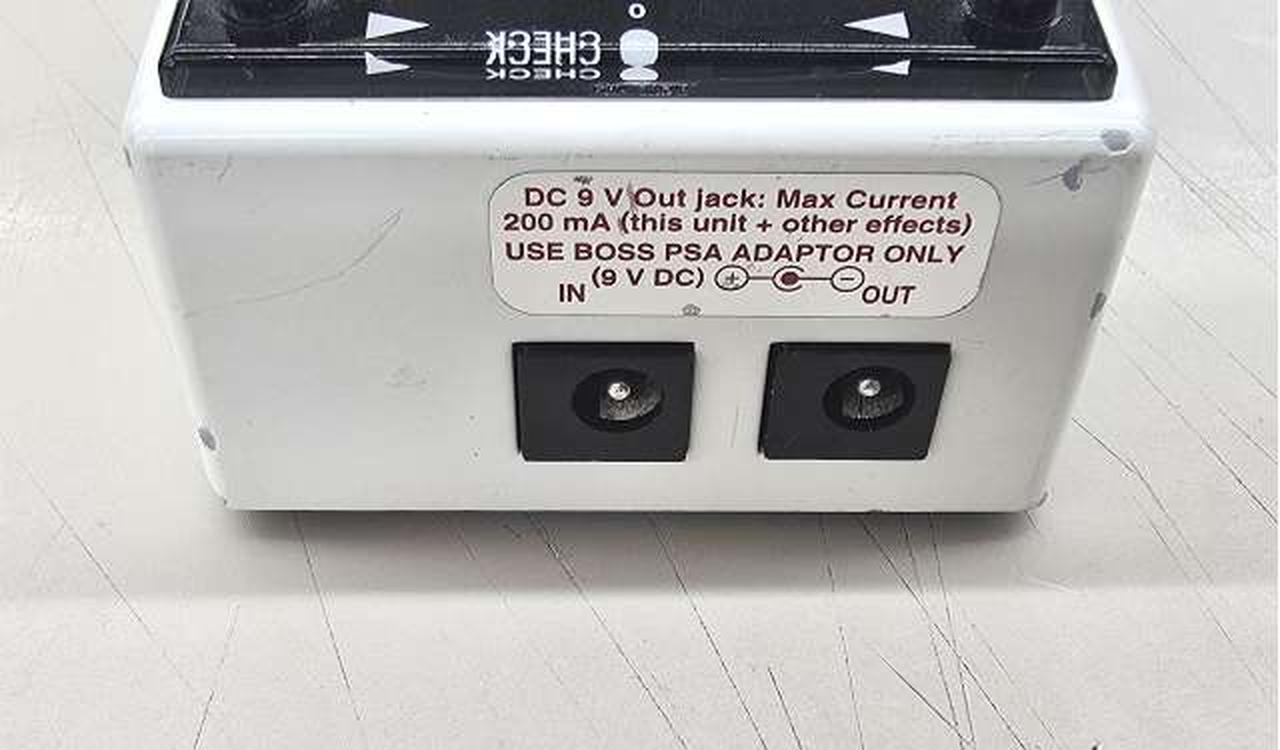 CHECK
DC 9 V Out jack: Max Current
200 mA (this unit + other effects)
USE BOSS PSA ADAPTOR ONLY
(9 V DC) + −
IN OUT